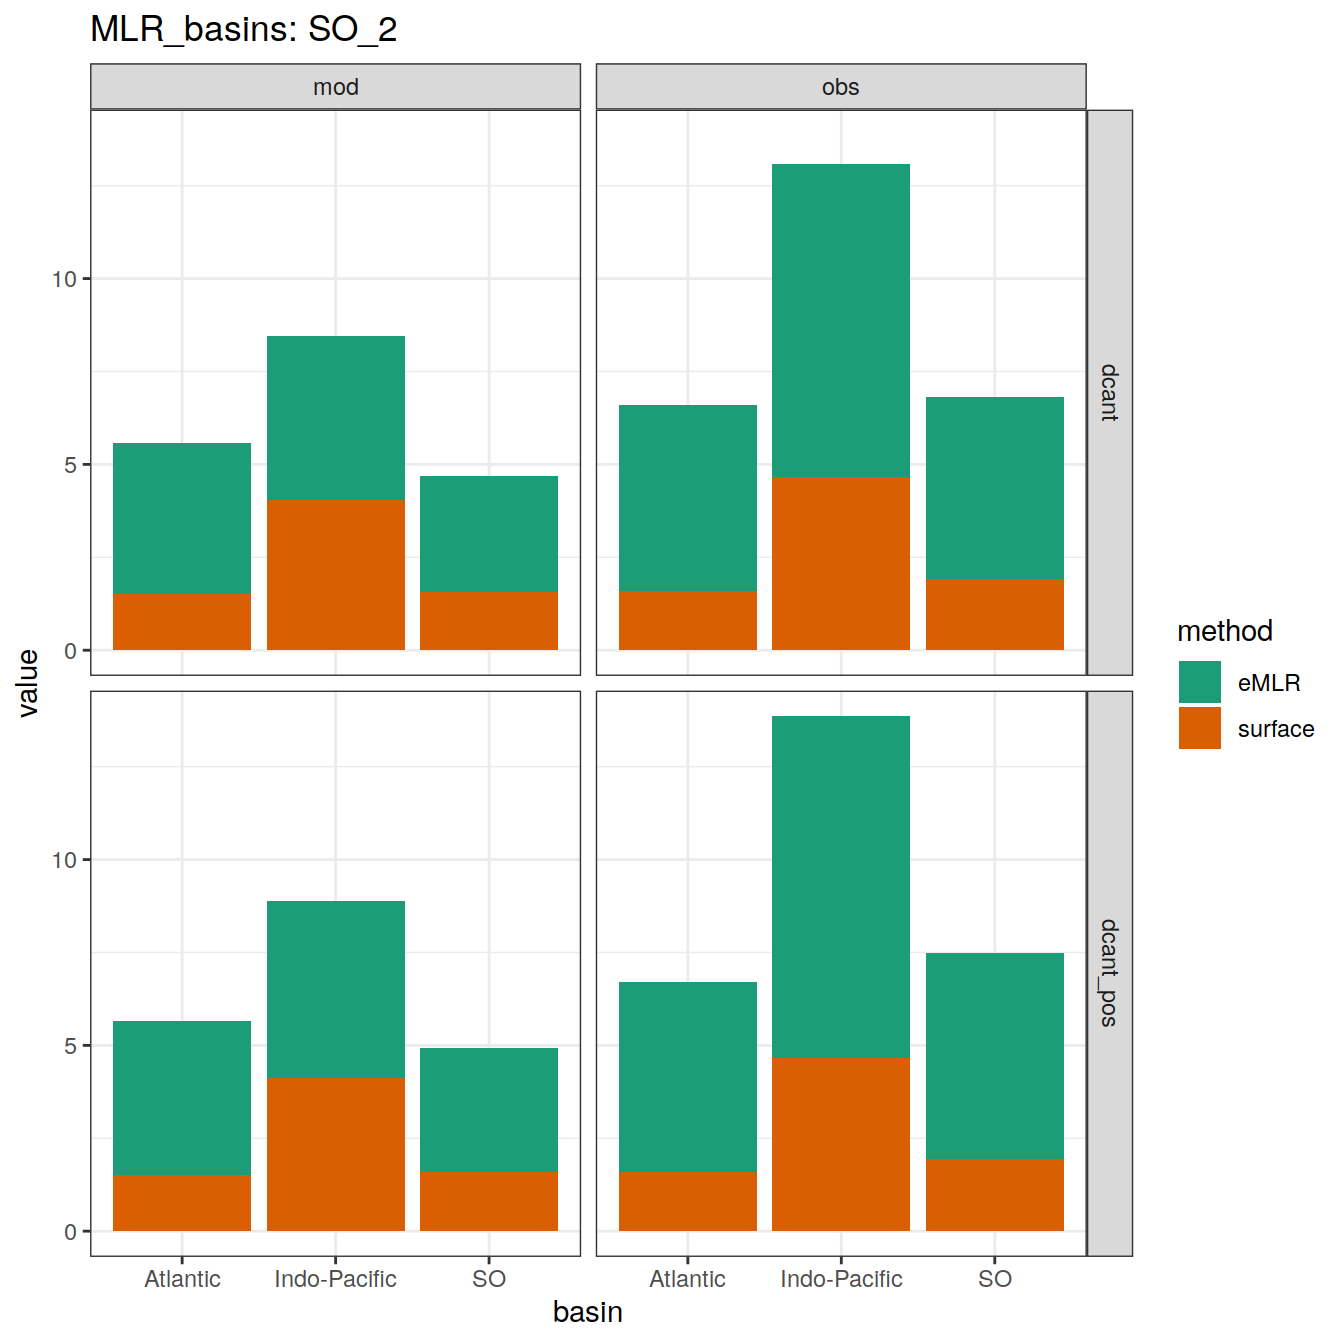 MLR_basins: SO_2
mod
obs
10
5
0
dcant
10
5
0
dcant_pos
value
Atlantic
Indo-Pacific
SO
Atlantic
Indo-Pacific
SO
basin
method
eMLR
surface